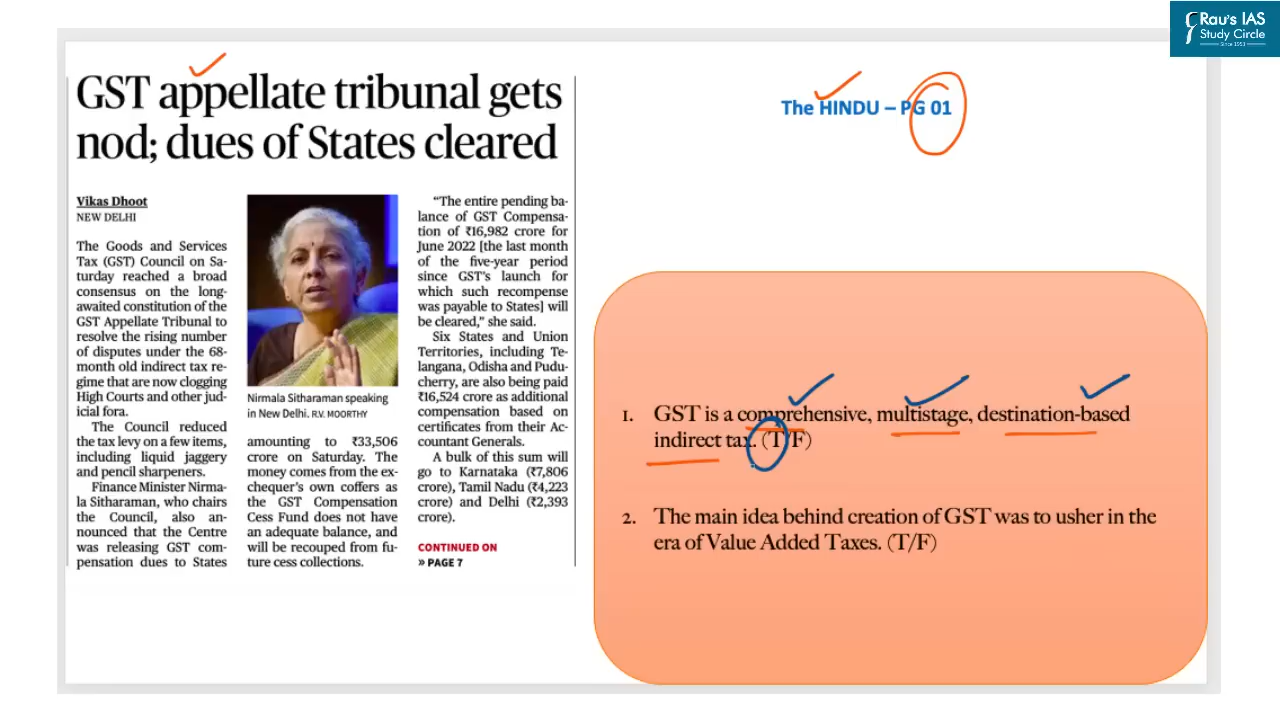 Rau's IAS
Study Circle
Since 1953
GST appellate tribunal gets
nod; dues of States cleared
Vikas Dhoot
NEW DELHI
The Goods and Services
Tax (GST) Council on Sa-
turday reached a broad
consensus on the long-
awaited constitution of the
GST Appellate Tribunal to
resolve the rising number
of disputes under the 68-
month old indirect tax re-
gime that are now clogging
High Courts and other jud-
icial fora.
The Council reduced
the tax levy on a few items,
including liquid jaggery
and pencil sharpeners.
Finance Minister Nirma-
la Sitharaman, who chairs
the Council, also an-
nounced that the Centre
was releasing GST com-
pensation dues to States
Nirmala Sitharaman speaking
in New Delhi. R.V. MOORTHY
amounting to ₹33,506
crore on Saturday. The
money comes from the ex-
chequer's own coffers as
the GST Compensation
Cess Fund does not have
an adequate balance, and
will be recouped from fu-
ture cess collections.
“The entire pending ba-
lance of GST Compensa-
tion of ₹16,982 crore for
June 2022 [the last month
of the five-year period
since GST's launch for
which such recompense
was payable to States] will
be cleared,” she said.
Six States and Union
Territories, including Te-
langana, Odisha and Pudu-
cherry, are also being paid
₹16,524 crore as additional
compensation based on
certificates from their Ac-
countant Generals.
A bulk of this sum will
go to Karnataka (₹7,806
crore), Tamil Nadu (₹4,223
crore) and Delhi (₹2,393
crore).
CONTINUED ON
» PAGE 7
The HINDU – PG 01
1. GST is a comprehensive, multistage, destination-based
indirect tax. (T/F)
2. The main idea behind creation of GST was to usher in the
era of Value Added Taxes. (T/F)